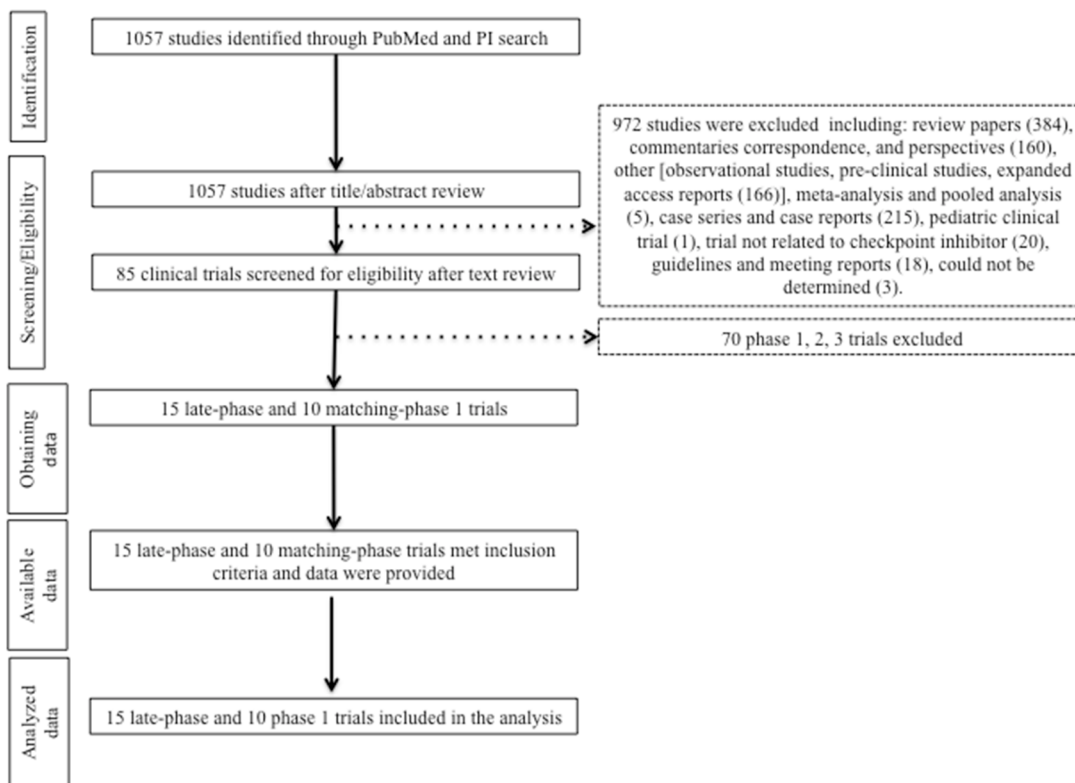 Identification
1057 studies identified through PubMed and PI search
Screening/Eligibility
1057 studies after title/abstract review
972 studies were excluded including: review papers (384),
commentaries correspondence, and perspectives (160),
other [observational studies, pre-clinical studies, expanded
access reports (166)], meta-analysis and pooled analysis
(5), case series and case reports (215), pediatric clinical
trial (1), trial not related to checkpoint inhibitor (20),
guidelines and meeting reports (18), could not be
determined (3).
85 clinical trials screened for eligibility after text review
70 phase 1, 2, 3 trials excluded
Obtaining
data
15 late-phase and 10 matching-phase 1 trials
Available
data
15 late-phase and 10 matching-phase trials met inclusion
criteria and data were provided
Analyzed
data
15 late-phase and 10 phase 1 trials included in the analysis